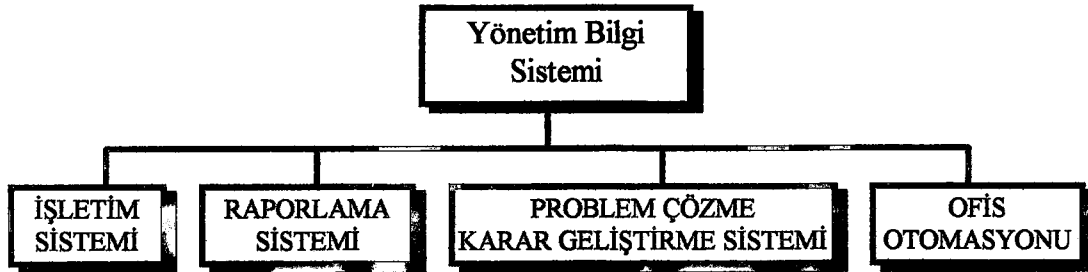 Yönetim Bilgi
Sistemi
İŞLETİM
SİSTEMİ
RAPORLAMA
SİSTEMİ
PROBLEM ÇÖZME
KARAR GELİŞTİRME SİSTEMİ
OFİS
OTOMASYONU